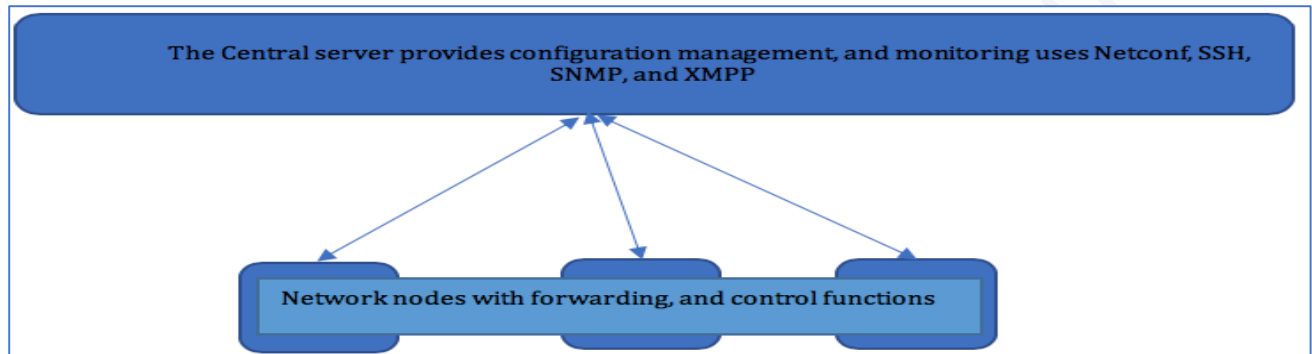 The Central server provides configuration management, and monitoring uses Netconf, SSH,
SNMP, and XMPP
Network nodes with forwarding, and control functions